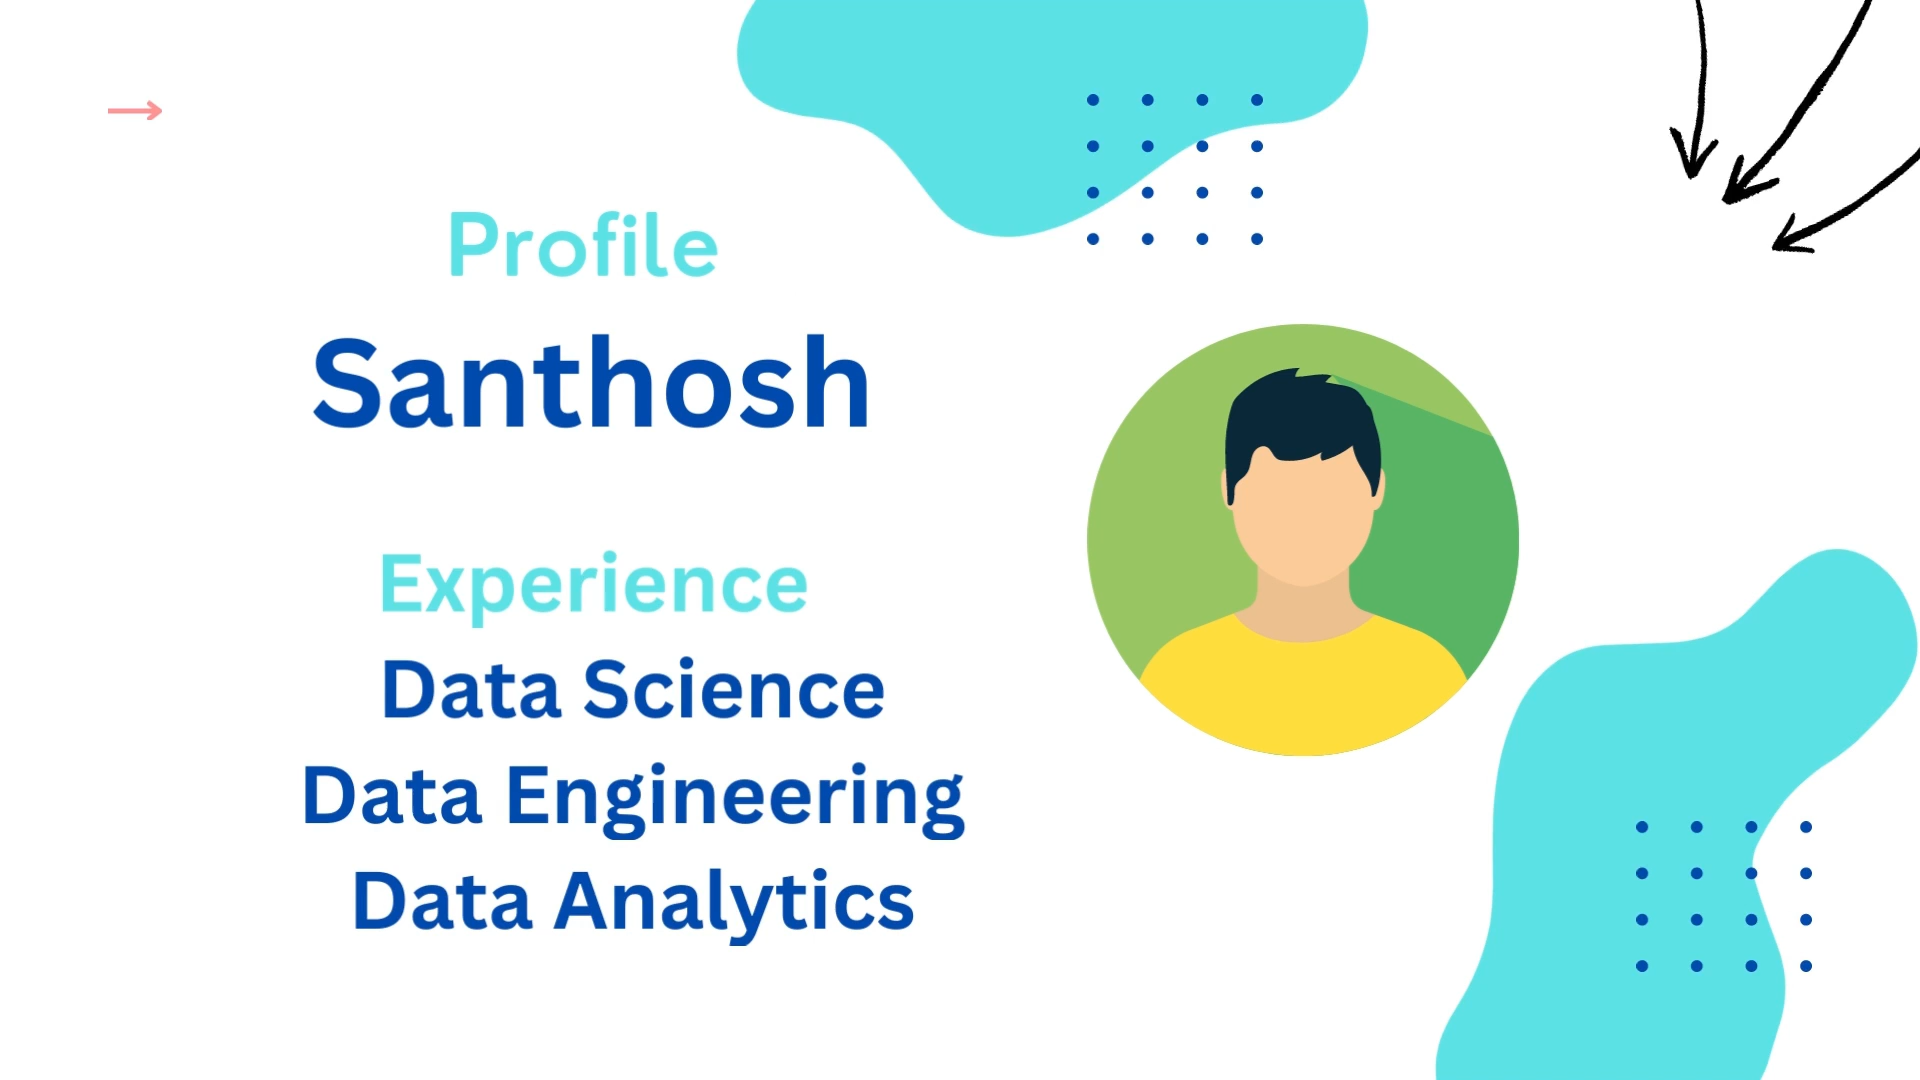 Profile
Santhosh
Experience
Data Science
Data Engineering
Data Analytics